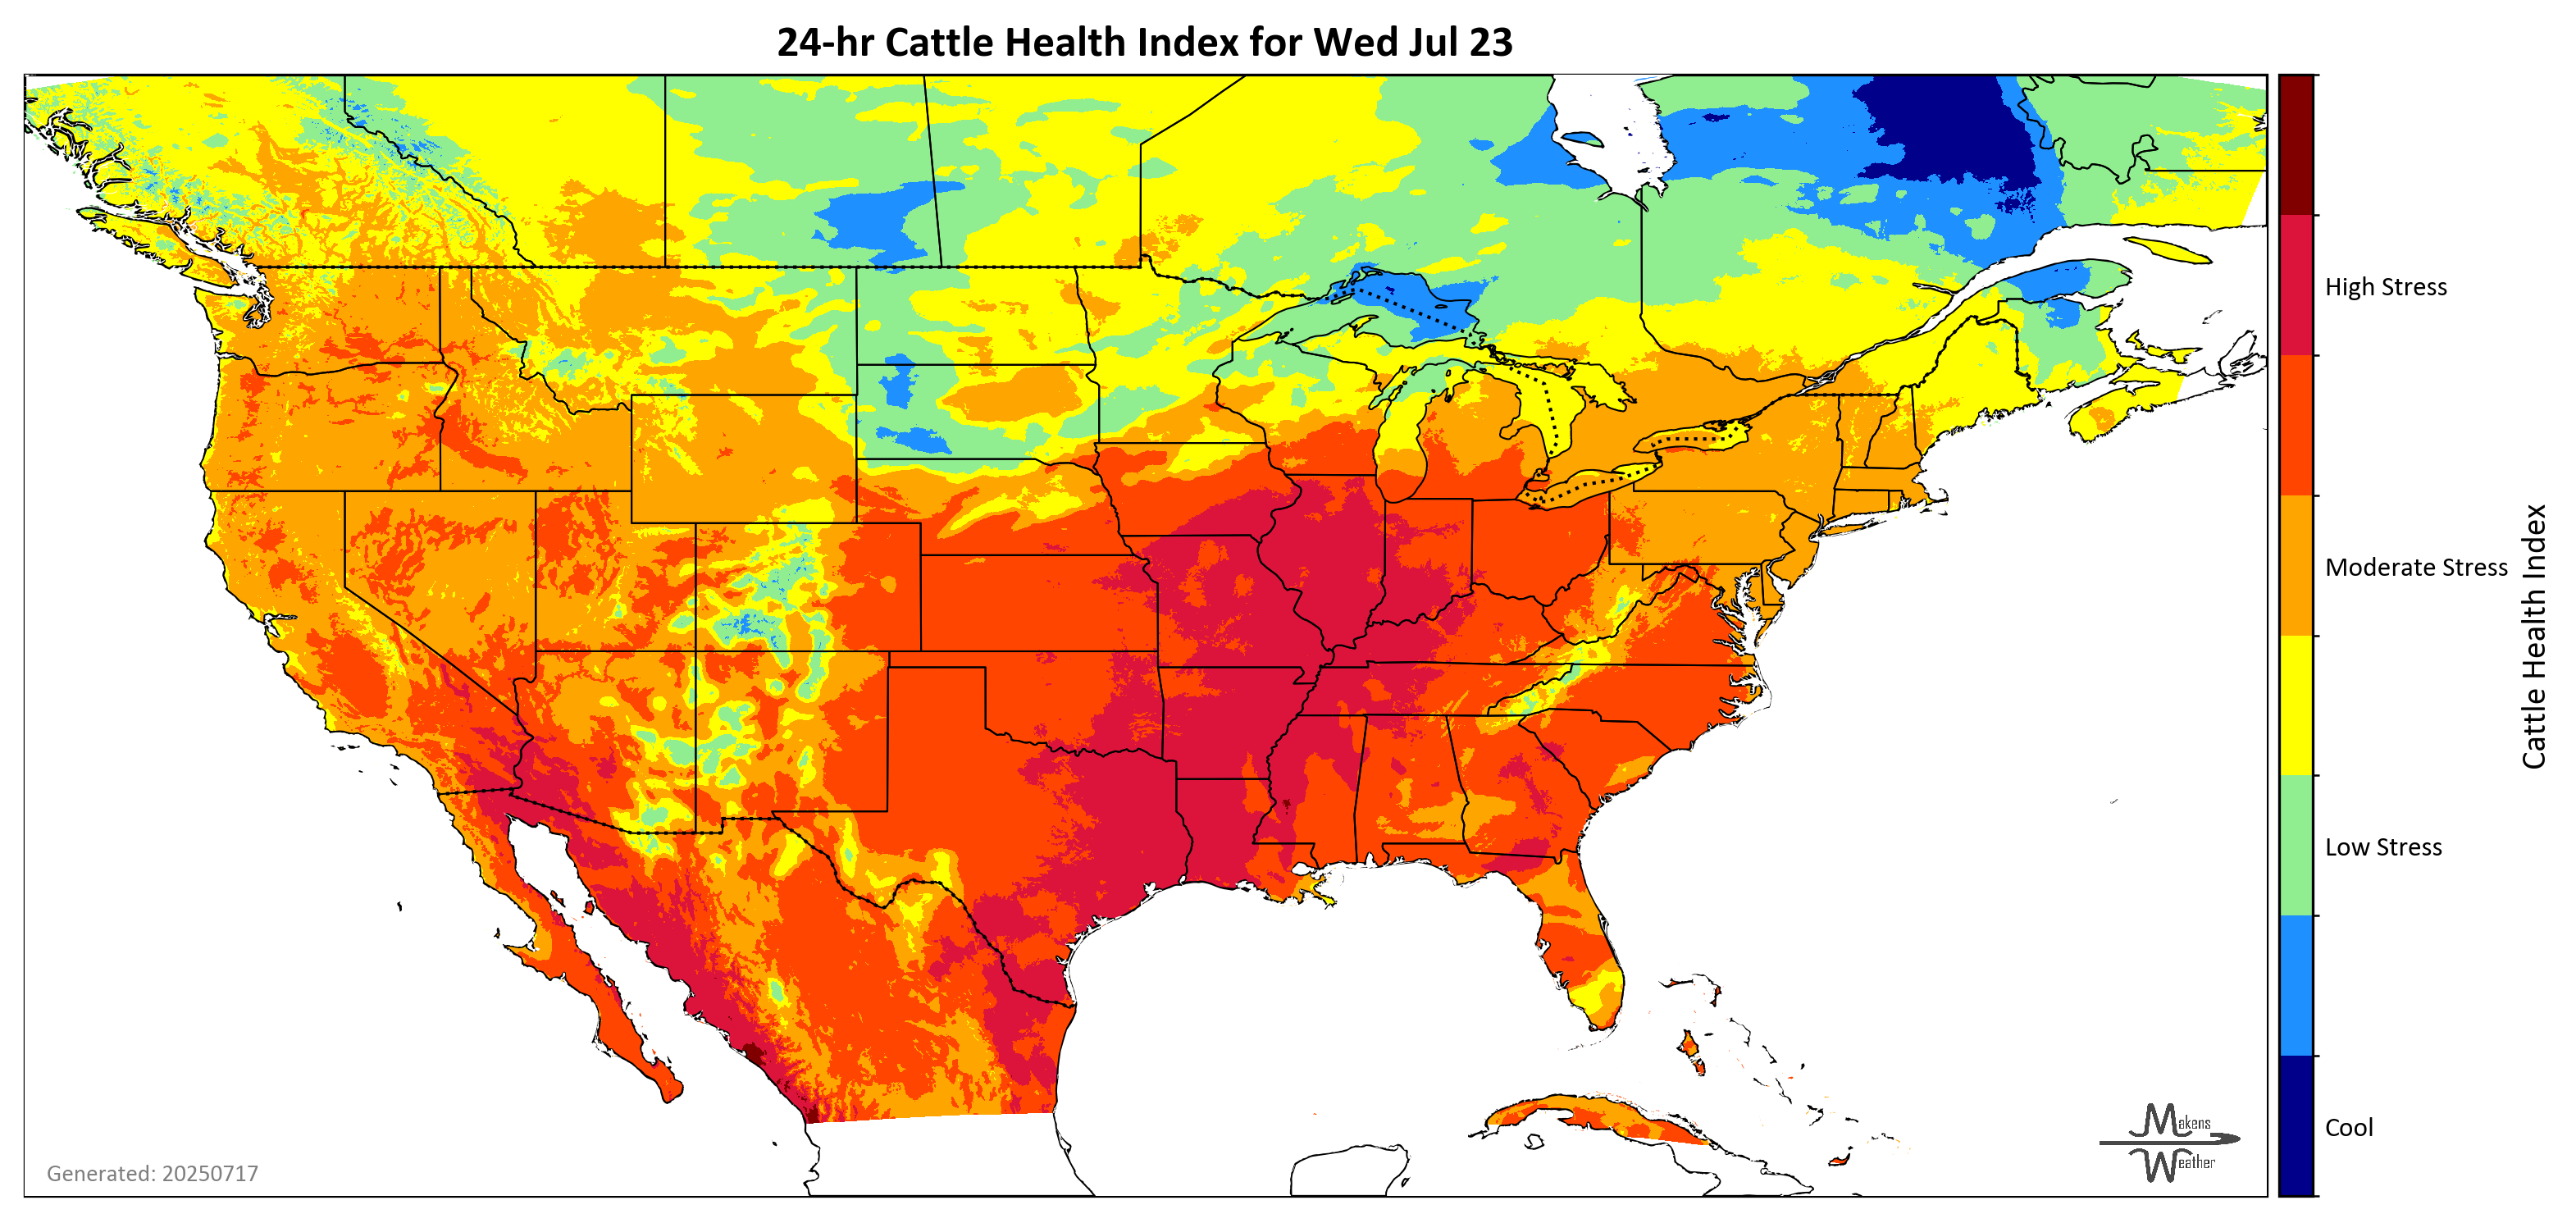 24-hr Cattle Health Index for Wed Jul 23
High Stress
Moderate Stress
Low Stress
Cool
Cattle Health Index
Makens
Weather
Generated: 20250717